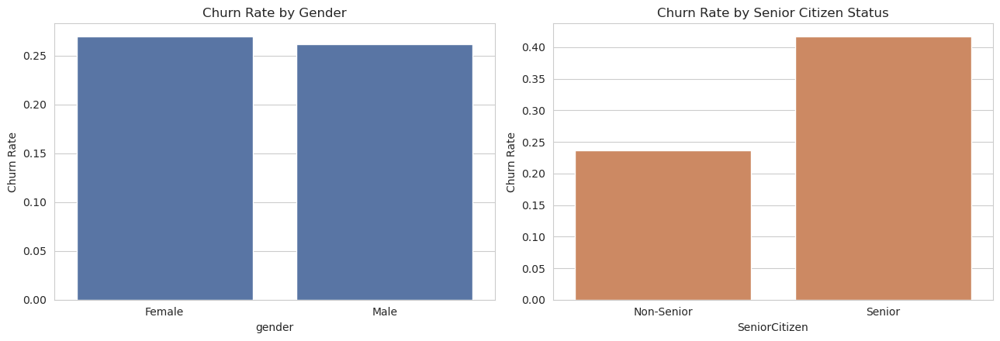 Churn Rate by Gender
Churn Rate
0.25
0.20
0.15
0.10
0.05
0.00
Female
Male
gender
Churn Rate by Senior Citizen Status
Churn Rate
0.40
0.35
0.30
0.25
0.20
0.15
0.10
0.05
0.00
Non-Senior
Senior
SeniorCitizen